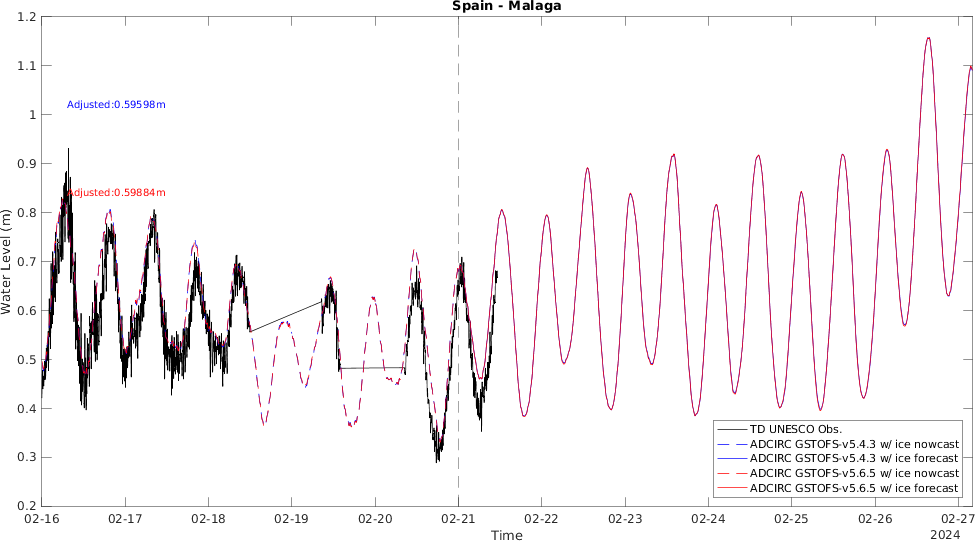 Spain - Malaga
1.2
1.1
1
0.9
0.8
0.7
0.6
0.5
0.4
0.3
0.2
Water Level (m)
Adjusted:0.59598m
Adjusted:0.59884m
TD UNESCO Obs.
ADCIRC GSTOFS-v5.4.3 w/ ice nowcast
ADCIRC GSTOFS-v5.4.3 w/ ice forecast
ADCIRC GSTOFS-v5.6.5 w/ ice nowcast
ADCIRC GSTOFS-v5.6.5 w/ ice forecast
02-16 02-17 02-18 02-19 02-20 02-21 02-22 02-23 02-24 02-25 02-26 02-27
Time
2024